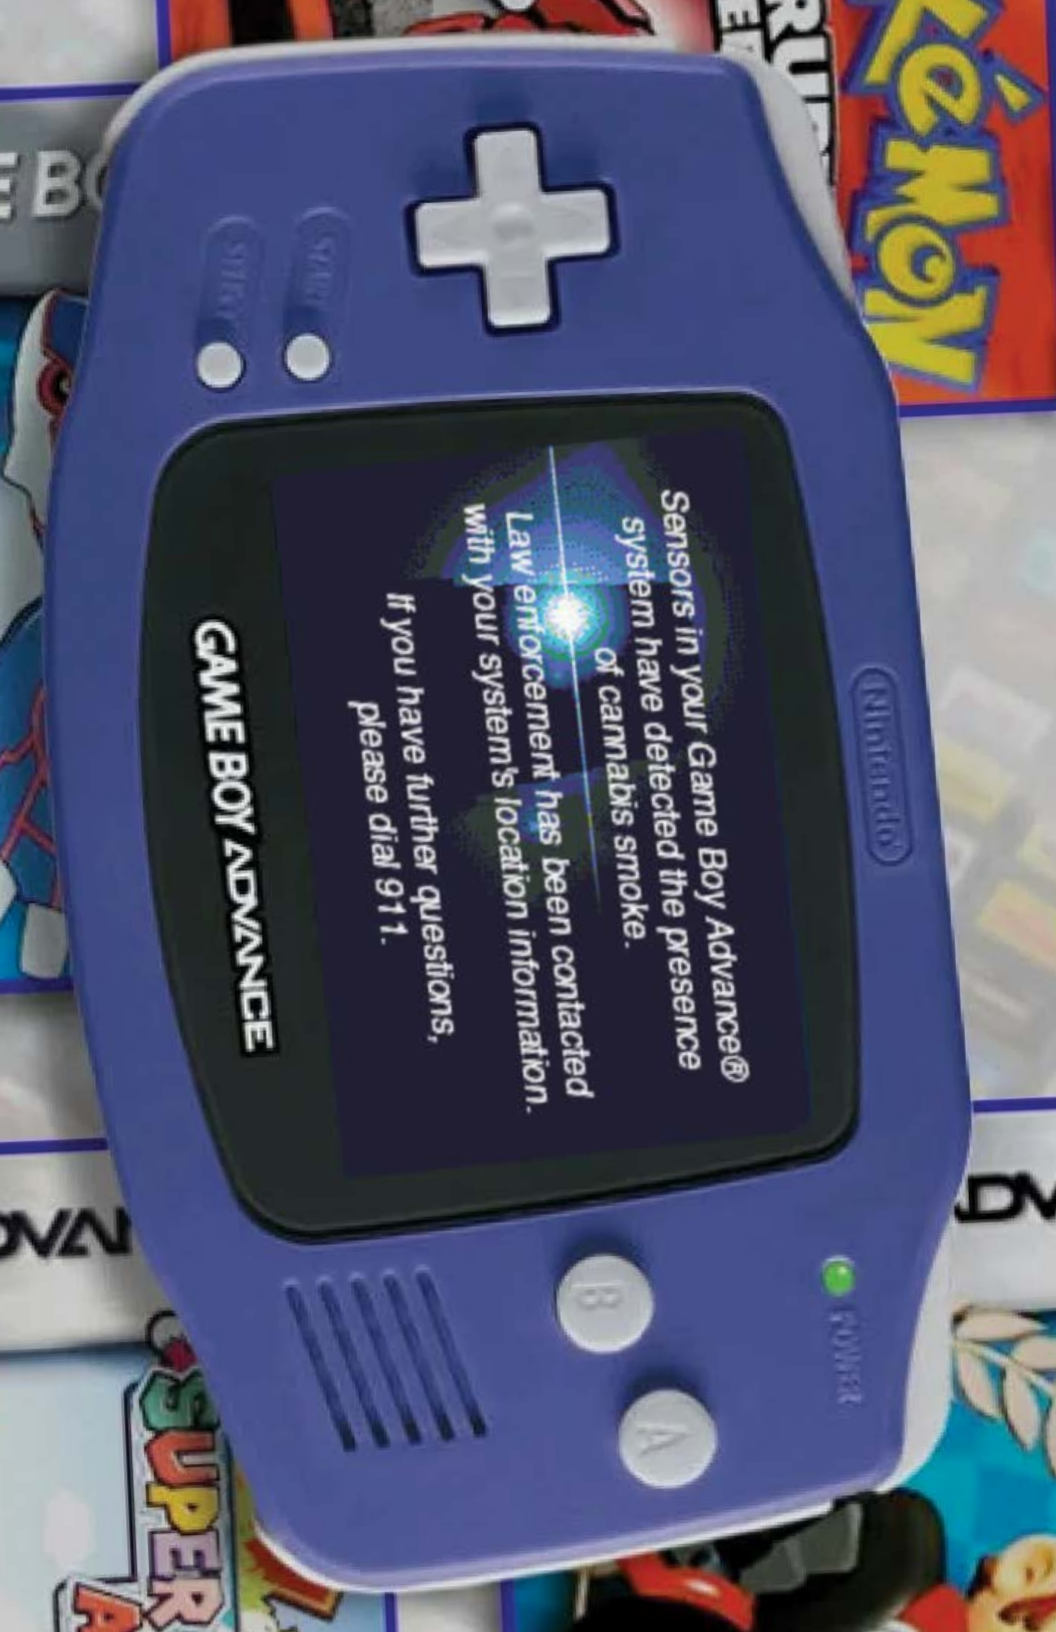 Nintendo
Sensors in your Game Boy Advance®
system have detected the presence
of cannabis smoke.
Law enforcement has been contacted
with your system's location information.
If you have further questions,
please dial 911.
GAME BOY ADVANCE
START
SELECT
POWER
B
A
SUPER